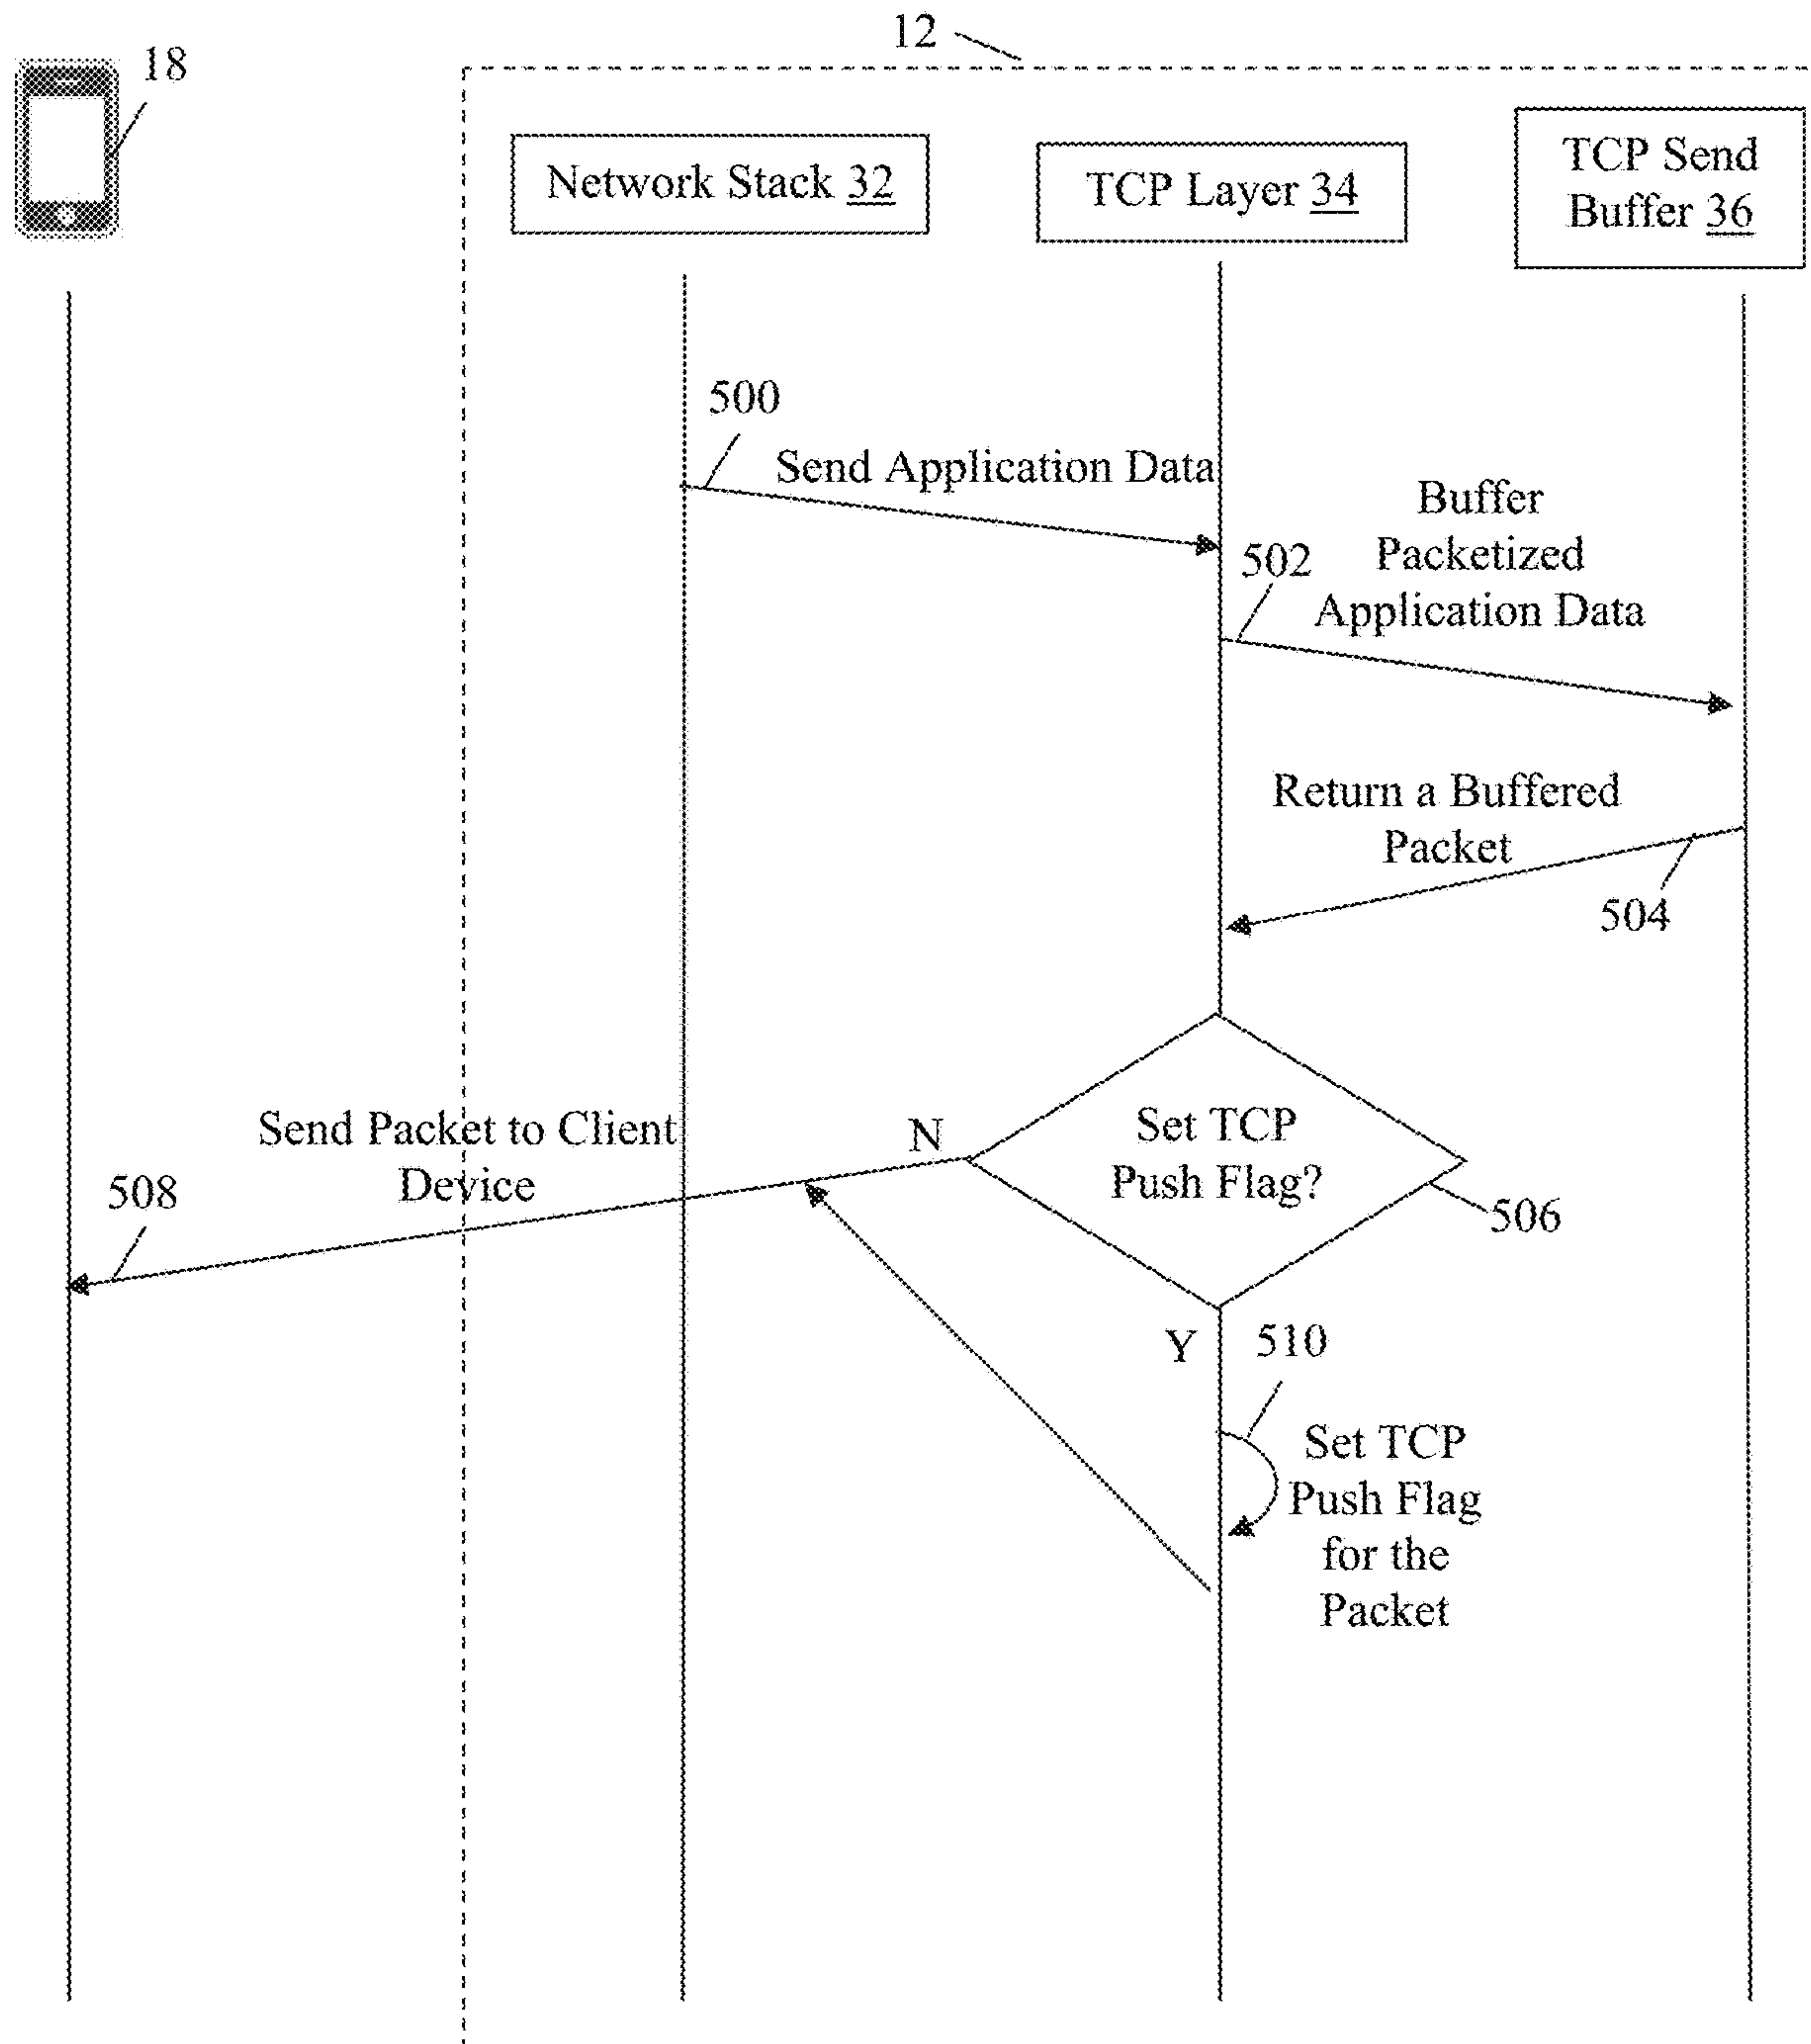 12
18
Network Stack 32
TCP Layer 34
TCP Send
Buffer 36
500
Send Application Data
Buffer
Packetized
Application Data
502
Return a Buffered
Packet
504
Set TCP
Push Flag?
N
506
Send Packet to Client
Device
508
Y
510
Set TCP
Push Flag
for the
Packet